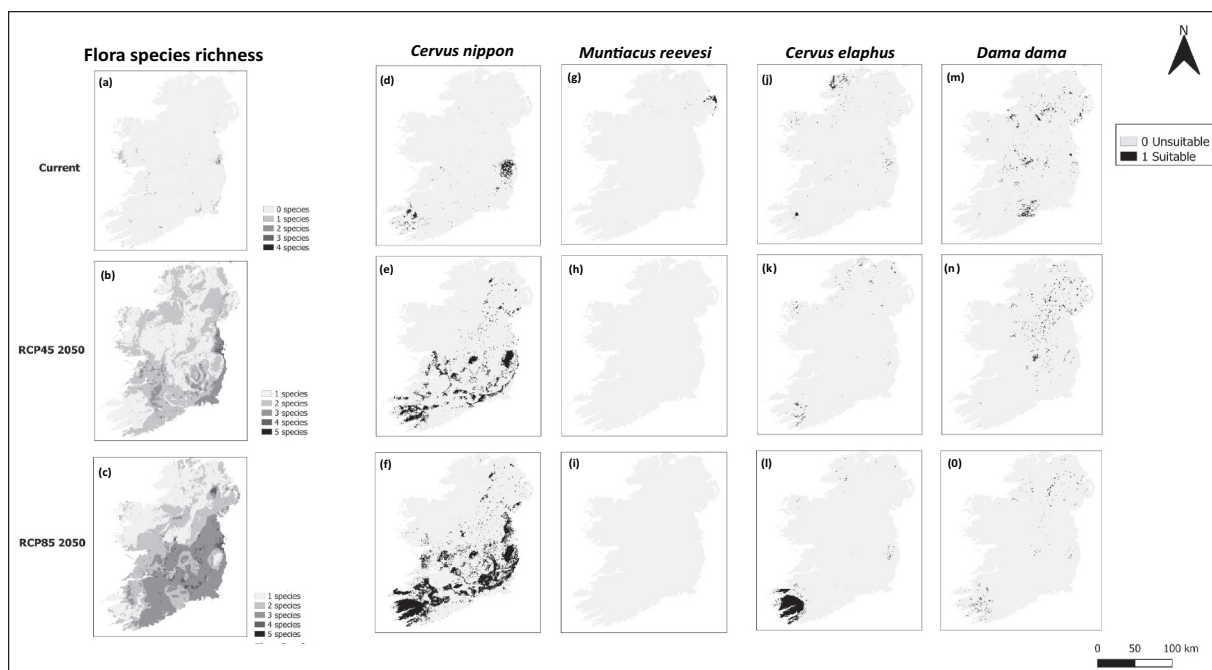 Flora species richness
Cervus nippon
Muntiacus reevesi
Cervus elaphus
Dama dama
N
0 Unsuitable
1 Suitable
Current
(a)
0 species
1 species
2 species
3 species
4 species
(d)
(g)
(j)
(m)
RCP45 2050
(b)
1 species
2 species
3 species
4 species
5 species
(e)
(h)
(k)
(n)
RCP85 2050
(c)
1 species
2 species
3 species
4 species
5 species
(f)
(i)
(l)
(0)
0 50 100 km